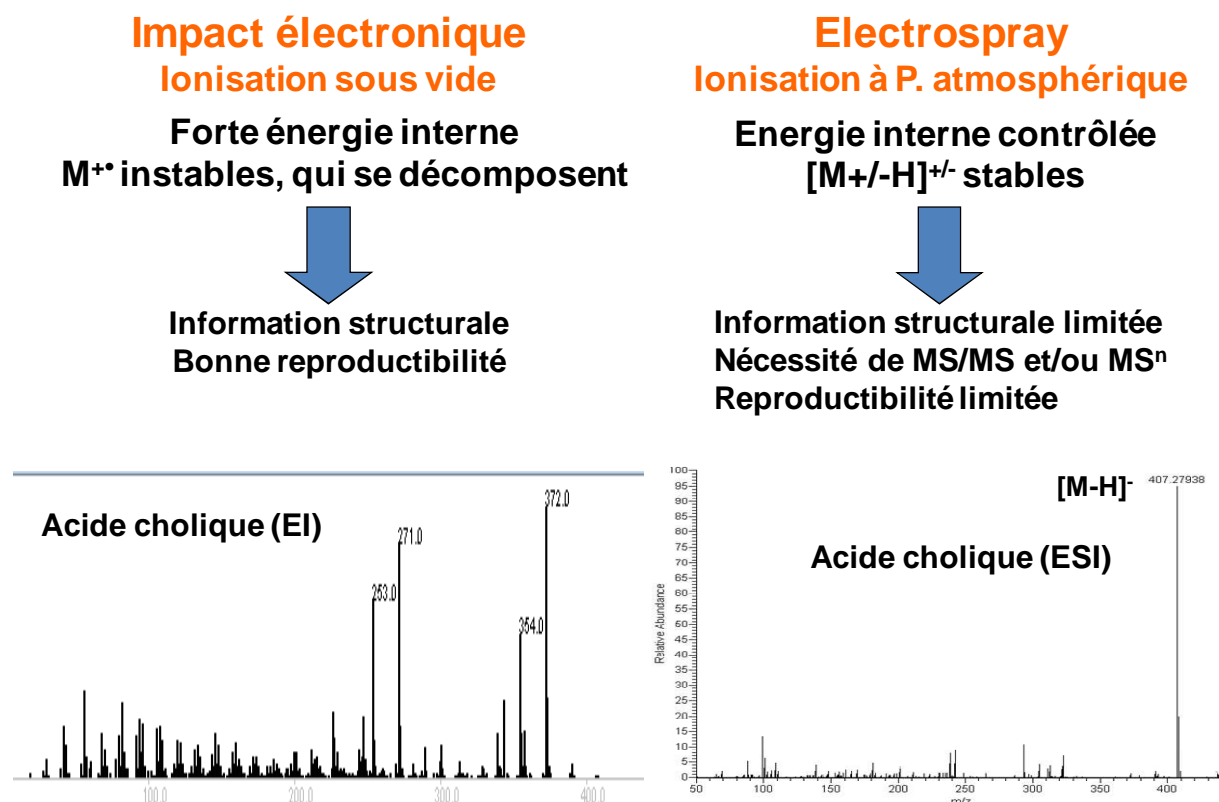 Impact électronique
Ionisation sous vide
Forte énergie interne
M⁺• instables, qui se décomposent
Information structurale
Bonne reproductibilité
Electrospray
Ionisation à P. atmosphérique
Energie interne contrôlée
[M+/-H]⁺/⁻ stables
Information structurale limitée
Nécessité de MS/MS et/ou MSⁿ
Reproductibilité limitée
Acide cholique (EI)
372.0
271.0
253.0
354.0
100.0
200.0
300.0
400.0
[M-H]⁻
407.27938
Acide cholique (ESI)
Relative Abundance
100
95
90
85
80
75
70
65
60
55
50
45
40
35
30
25
20
15
10
5
0
50
100
150
200
250
300
350
400
m/z